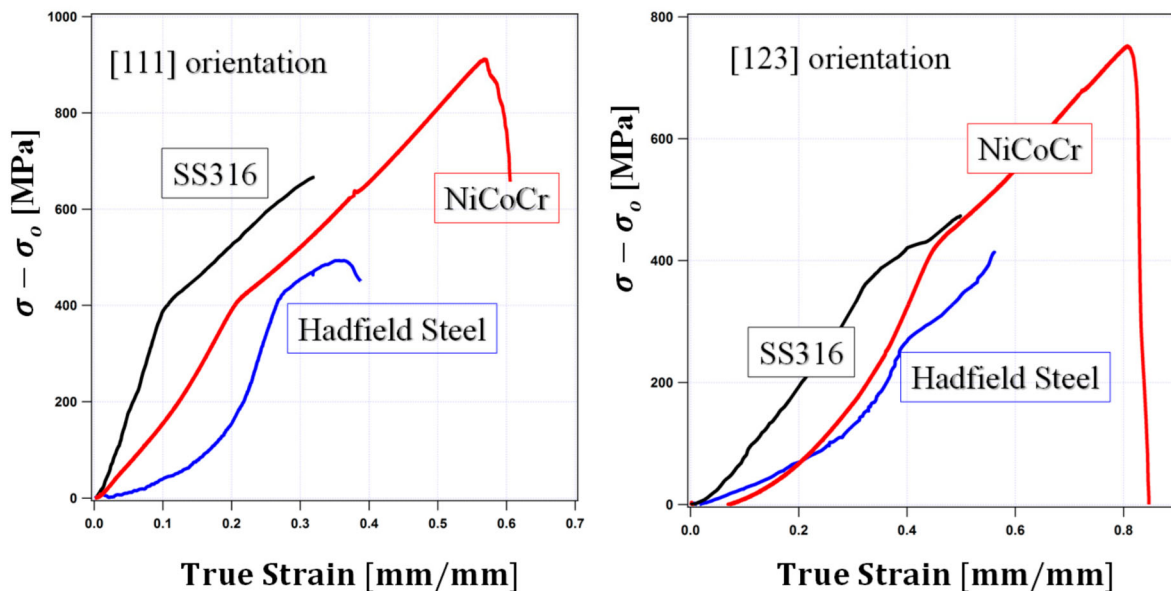 [111] orientation
SS316
NiCoCr
Hadfield Steel
1000
800
600
400
200
0
0.0 0.1 0.2 0.3 0.4 0.5 0.6 0.7
σ − σₒ [MPa]
True Strain [mm/mm]
[123] orientation
NiCoCr
SS316
Hadfield Steel
800
600
400
200
0
0.0 0.2 0.4 0.6 0.8
σ − σₒ [MPa]
True Strain [mm/mm]